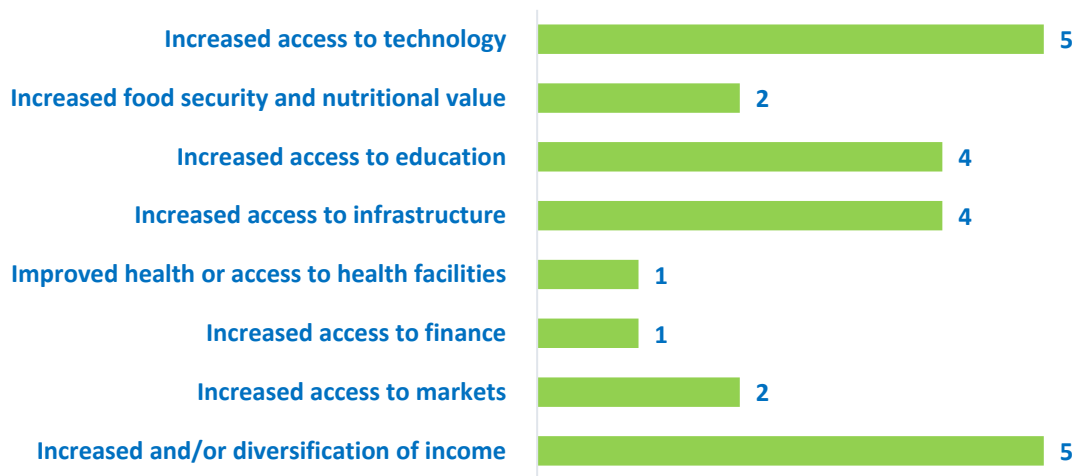 Increased access to technology 5
Increased food security and nutritional value 2
Increased access to education 4
Increased access to infrastructure 4
Improved health or access to health facilities 1
Increased access to finance 1
Increased access to markets 2
Increased and/or diversification of income 5